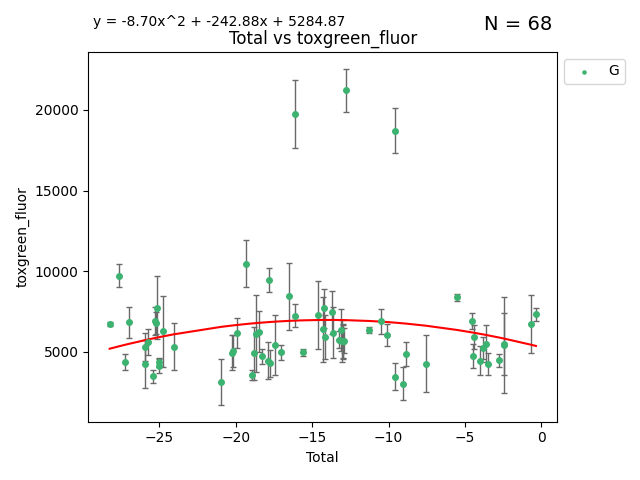 y = -8.70x^2 + -242.88x + 5284.87
N = 68
Total vs toxgreen_fluor
G
toxgreen_fluor
20000
15000
10000
5000
−25
−20
−15
−10
−5
0
Total